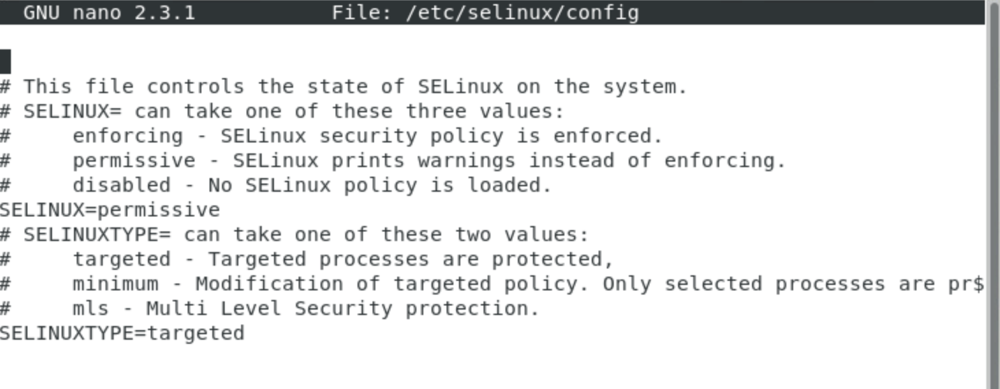 GNU nano 2.3.1 File: /etc/selinux/config
# This file controls the state of SELinux on the system.
# SELINUX= can take one of these three values:
#     enforcing - SELinux security policy is enforced.
#     permissive - SELinux prints warnings instead of enforcing.
#     disabled - No SELinux policy is loaded.
SELINUX=permissive
# SELINUXTYPE= can take one of these two values:
#     targeted - Targeted processes are protected,
#     minimum - Modification of targeted policy. Only selected processes are pr$
#     mls - Multi Level Security protection.
SELINUXTYPE=targeted